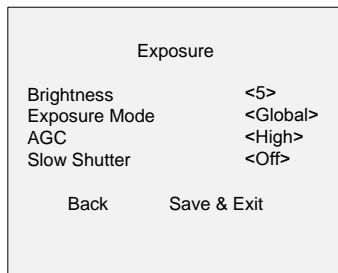 Exposure
Brightness <5>
Exposure Mode <Global>
AGC <High>
Slow Shutter <Off>
Back Save & Exit